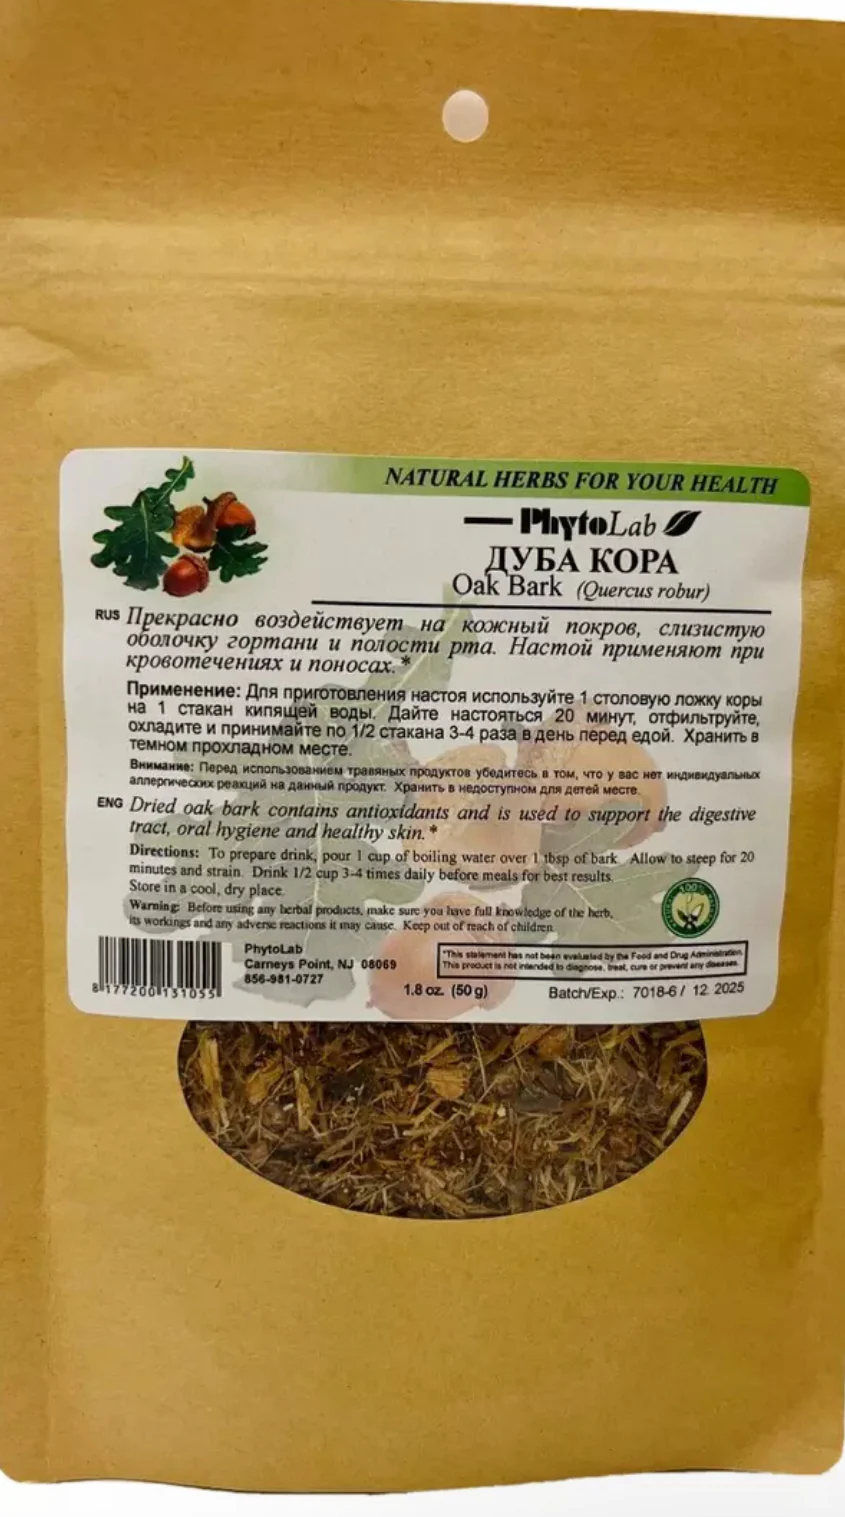 NATURAL HERBS FOR YOUR HEALTH
PhytoLab
ДУБА КОРА
Oak Bark (Quercus robur)
RUS Прекрасно воздействует на кожный покров, слизистую
оболочку гортани и полости рта. Настой применяют при
кровотечениях и поносах.*
Применение: Для приготовления настоя используйте 1 столовую ложку коры
на 1 стакан кипящей воды. Дайте настояться 20 минут, отфильтруйте,
охладите и принимайте по 1/2 стакана 3-4 раза в день перед едой. Хранить в
темном прохладном месте.
Внимание: Перед использованием травяных продуктов убедитесь в том, что у вас нет индивидуальных
аллергических реакций на данный продукт. Хранить в недоступном для детей месте.
ENG Dried oak bark contains antioxidants and is used to support the digestive
tract, oral hygiene and healthy skin.*
Directions: To prepare drink, pour 1 cup of boiling water over 1 tbsp of bark. Allow to steep for 20
minutes and strain. Drink 1/2 cup 3-4 times daily before meals for best results.
Store in a cool, dry place.
Warning: Before using any herbal products, make sure you have full knowledge of the herb,
its workings and any adverse reactions it may cause. Keep out of reach of children.
100%
PhytoLab
Carneys Point, NJ 08069
856-981-0727
*This statement has not been evaluated by the Food and Drug Administration.
This product is not intended to diagnose, treat, cure or prevent any diseases.
8 17720013105 5
1.8 oz. (50 g)
Batch/Exp.: 7018-6 / 12. 2025